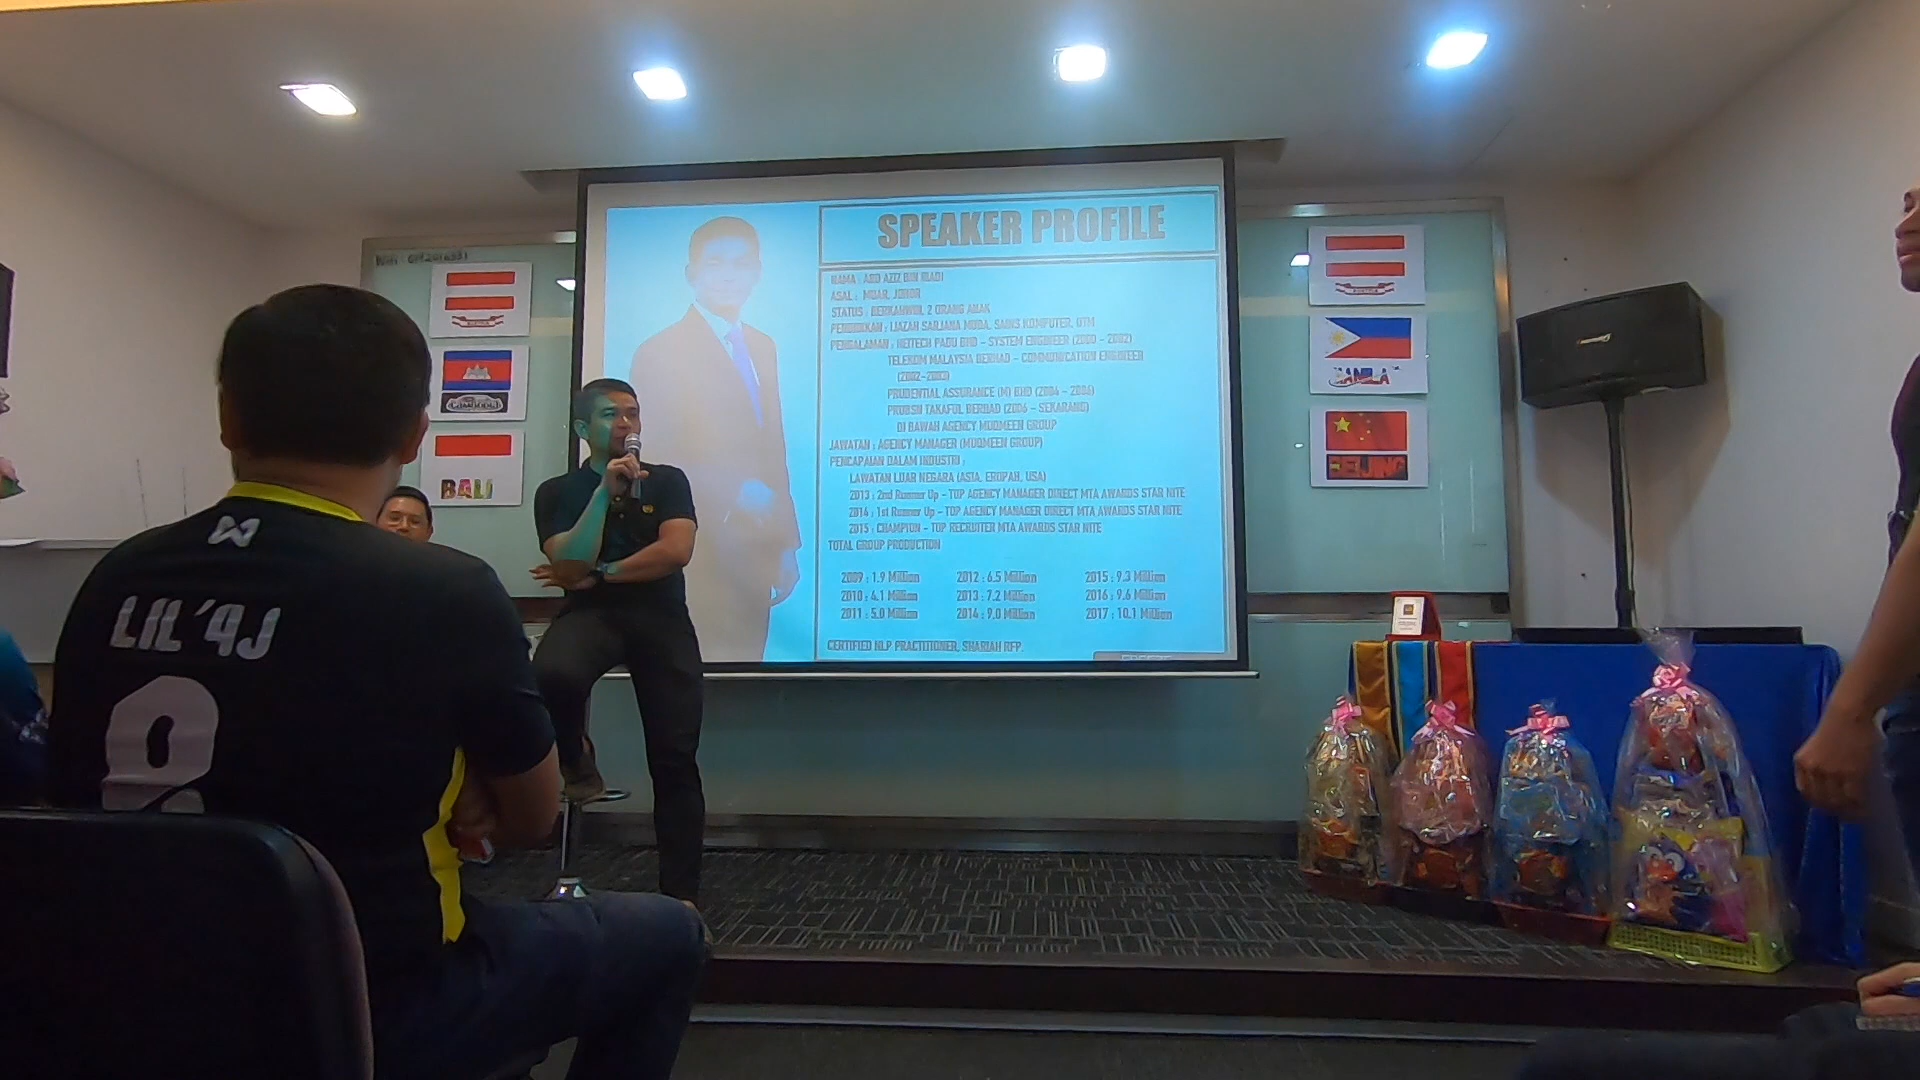 SPEAKER PROFILE
NAMA : ABD AZIZ BIN
ASAL : MUAR, JOHOR
STATUS : BERKAHWIN, 2 ORANG ANAK
PENDIDIKAN : IJAZAH SARJANA MUDA, SAINS KOMPUTER, UTM
PENGALAMAN : HEITECH PADU BHD – SYSTEM ENGINEER (2000 – 2002)
TELEKOM MALAYSIA BERHAD – COMMUNICATION ENGINEER
(2002–2003)
PRUDENTIAL ASSURANCE (M) BHD (2004 – 2006)
PRUBSN TAKAFUL BERHAD (2006 – SEKARANG)
DI BAWAH AGENCY MUQMEEN GROUP
JAWATAN : AGENCY MANAGER (MUQMEEN GROUP)
PENCAPAIAN DALAM INDUSTRI :
LAWATAN LUAR NEGARA (ASIA, EROPAH, USA)
2013 : 2nd Runner Up – TOP AGENCY MANAGER DIRECT MTA AWARDS STAR NITE
2014 : 1st Runner Up – TOP AGENCY MANAGER DIRECT MTA AWARDS STAR NITE
2015 : CHAMPION – TOP RECRUITER MTA AWARDS STAR NITE
TOTAL GROUP PRODUCTION
2009 : 1.9 Million 2012 : 6.5 Million 2015 : 9.3 Million
2010 : 4.1 Million 2013 : 7.2 Million 2016 : 9.6 Million
2011 : 5.0 Million 2014 : 9.0 Million 2017 : 10.1 Million
CERTIFIED NLP PRACTITIONER, SHARIAH RFP.
AUSTRIA
CAMBODIA
BALI
AUSTRIA
MANILA
BEIJING
LIL'4J
8